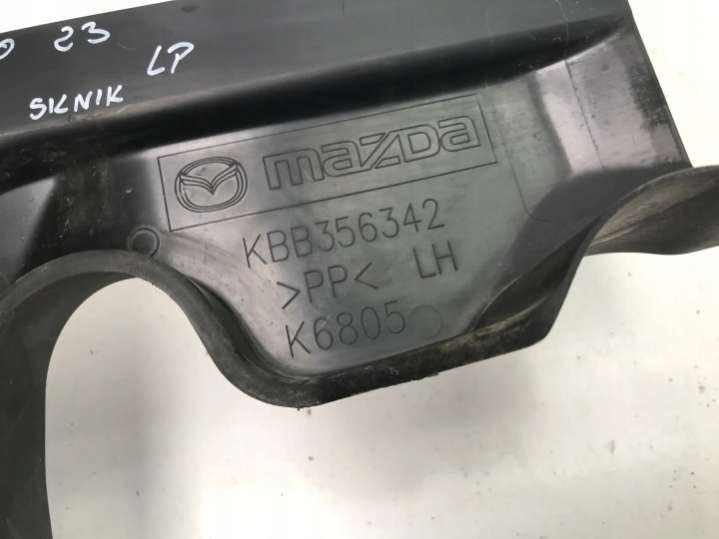 23
LP
SILNIK
mazda
KBB356342
>PP< LH
K6805